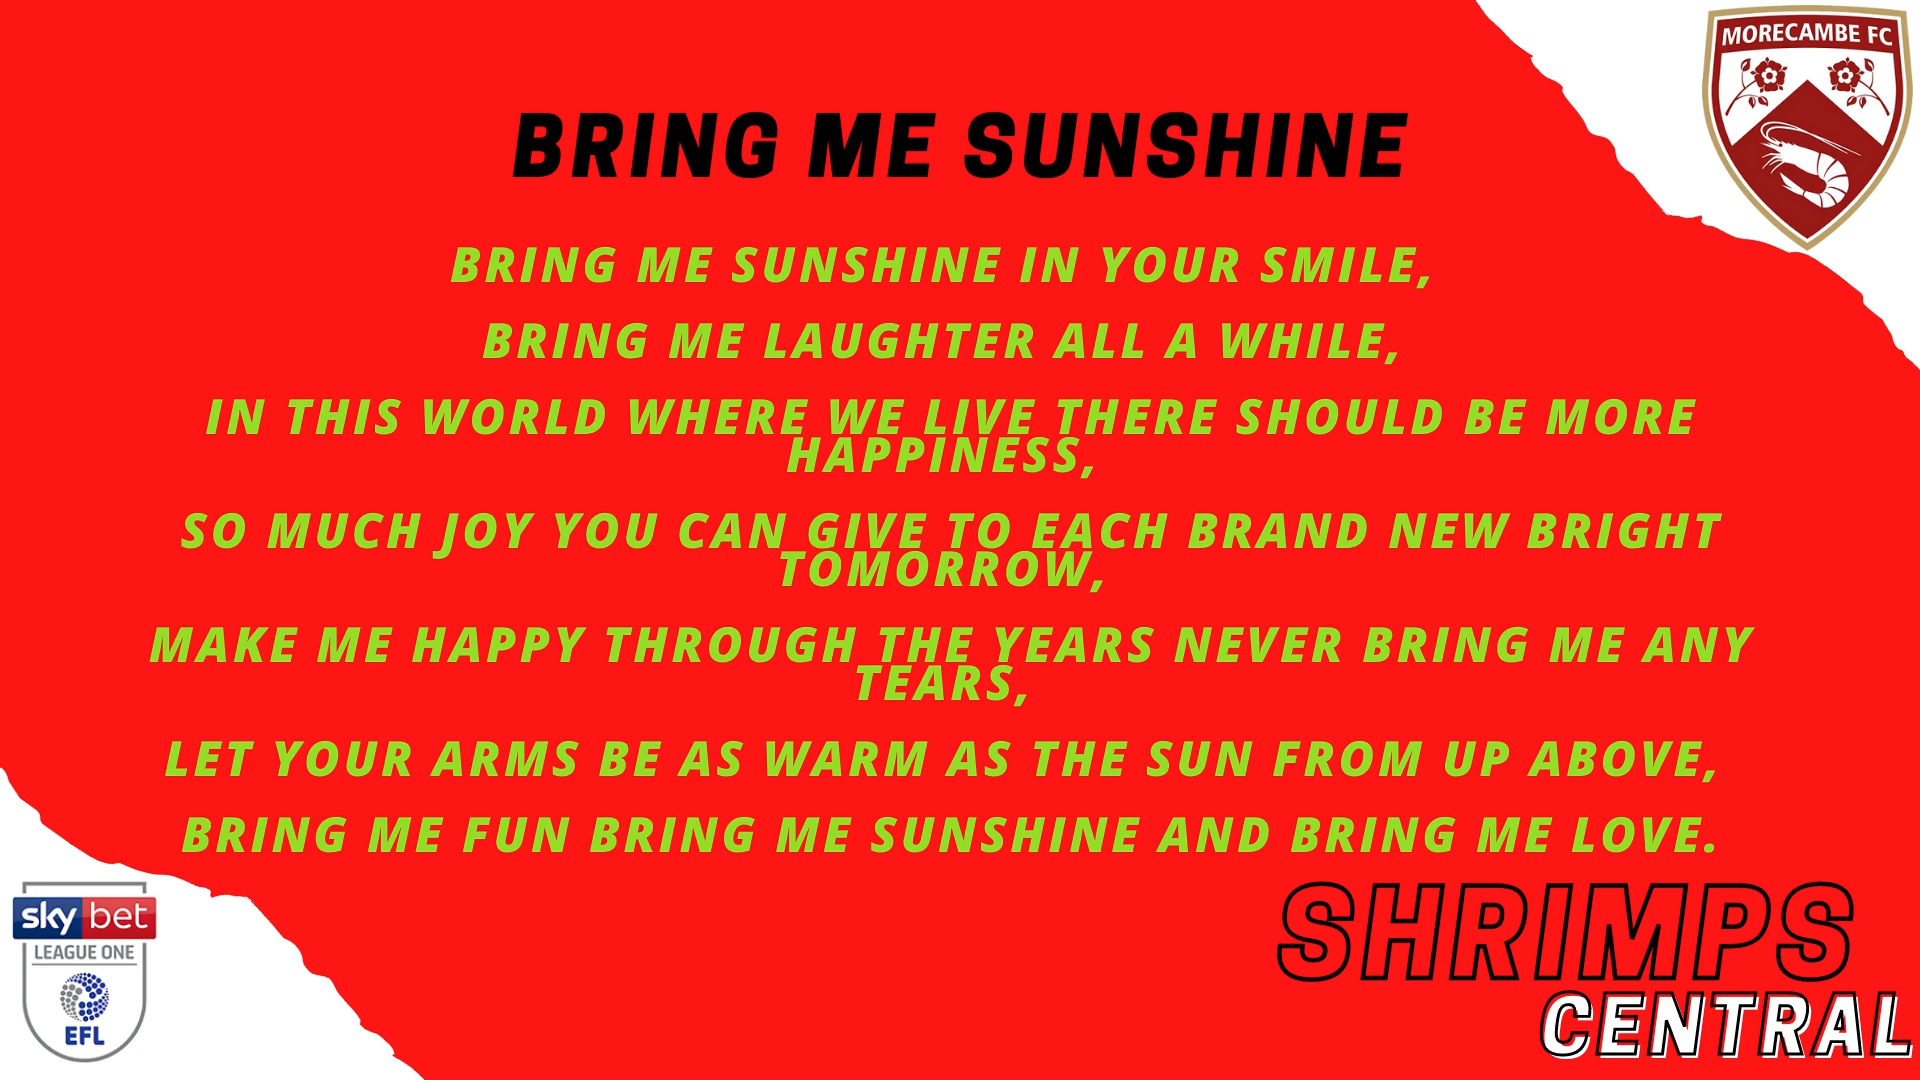 MORECAMBE FC
BRING ME SUNSHINE
BRING ME SUNSHINE IN YOUR SMILE,
BRING ME LAUGHTER ALL A WHILE,
IN THIS WORLD WHERE WE LIVE THERE SHOULD BE MORE
HAPPINESS,
SO MUCH JOY YOU CAN GIVE TO EACH BRAND NEW BRIGHT
TOMORROW,
MAKE ME HAPPY THROUGH THE YEARS NEVER BRING ME ANY
TEARS,
LET YOUR ARMS BE AS WARM AS THE SUN FROM UP ABOVE,
BRING ME FUN BRING ME SUNSHINE AND BRING ME LOVE.
sky bet
LEAGUE ONE
EFL
SHRIMPS
CENTRAL